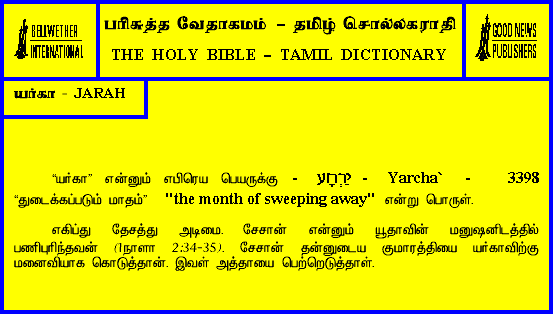 BELLWETHER
INTERNATIONAL
பரிசுத்த வேதாகமம் – தமிழ் சொல்லகராதி
THE HOLY BIBLE – TAMIL DICTIONARY
GOOD NEWS
PUBLISHERS
யர்கா - JARAH
“யர்கா” என்னும் எபிரெய பெயருக்கு - יַרְחָע - Yarcha` - 3398
“துடைக்கப்படும் மாதம்” "the month of sweeping away" என்று பொருள்.
எகிப்து தேசத்து அடிமை. சேசான் என்னும் யூதாவின் மனுஷனிடத்தில்
பணிபுரிந்தவன் (1நாளா 2:34-35). சேசான் தன்னுடைய குமாரத்தியை யர்காவிற்கு
மனைவியாக கொடுத்தான். இவள் அத்தாயை பெற்றெடுத்தாள்.